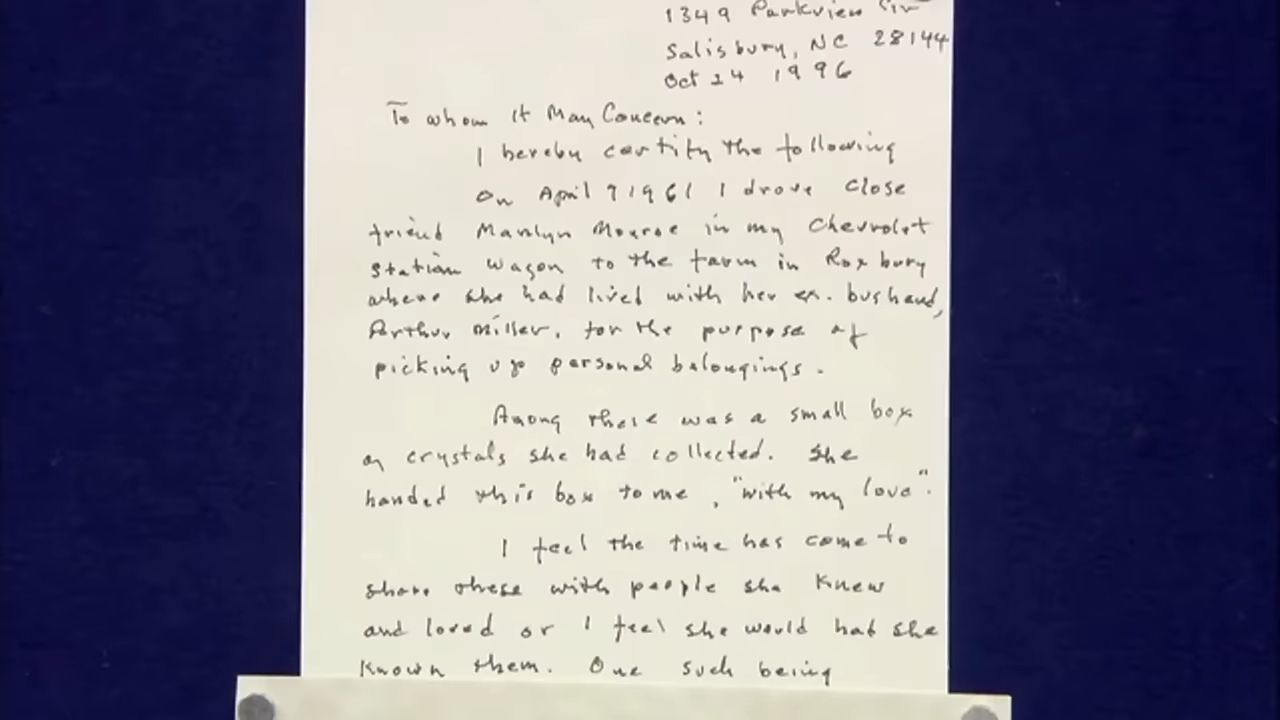 1349 Parkview Cir
Salisbury, NC 28144
Oct 24 1996
To whom It May Concern:
I hereby certify the following
On April 7 1961 I drove close
friend Marilyn Monroe in my Chevrolet
Station Wagon to the farm in Roxbury
where she had lived with her ex. husband,
Arthur Miller, for the purpose of
picking up personal belongings.
Among these was a small box
of crystals she had collected. She
handed this box to me, "with my love".
I feel the time has come to
share these with people she knew
and loved or I feel she would had she
known them. One such being